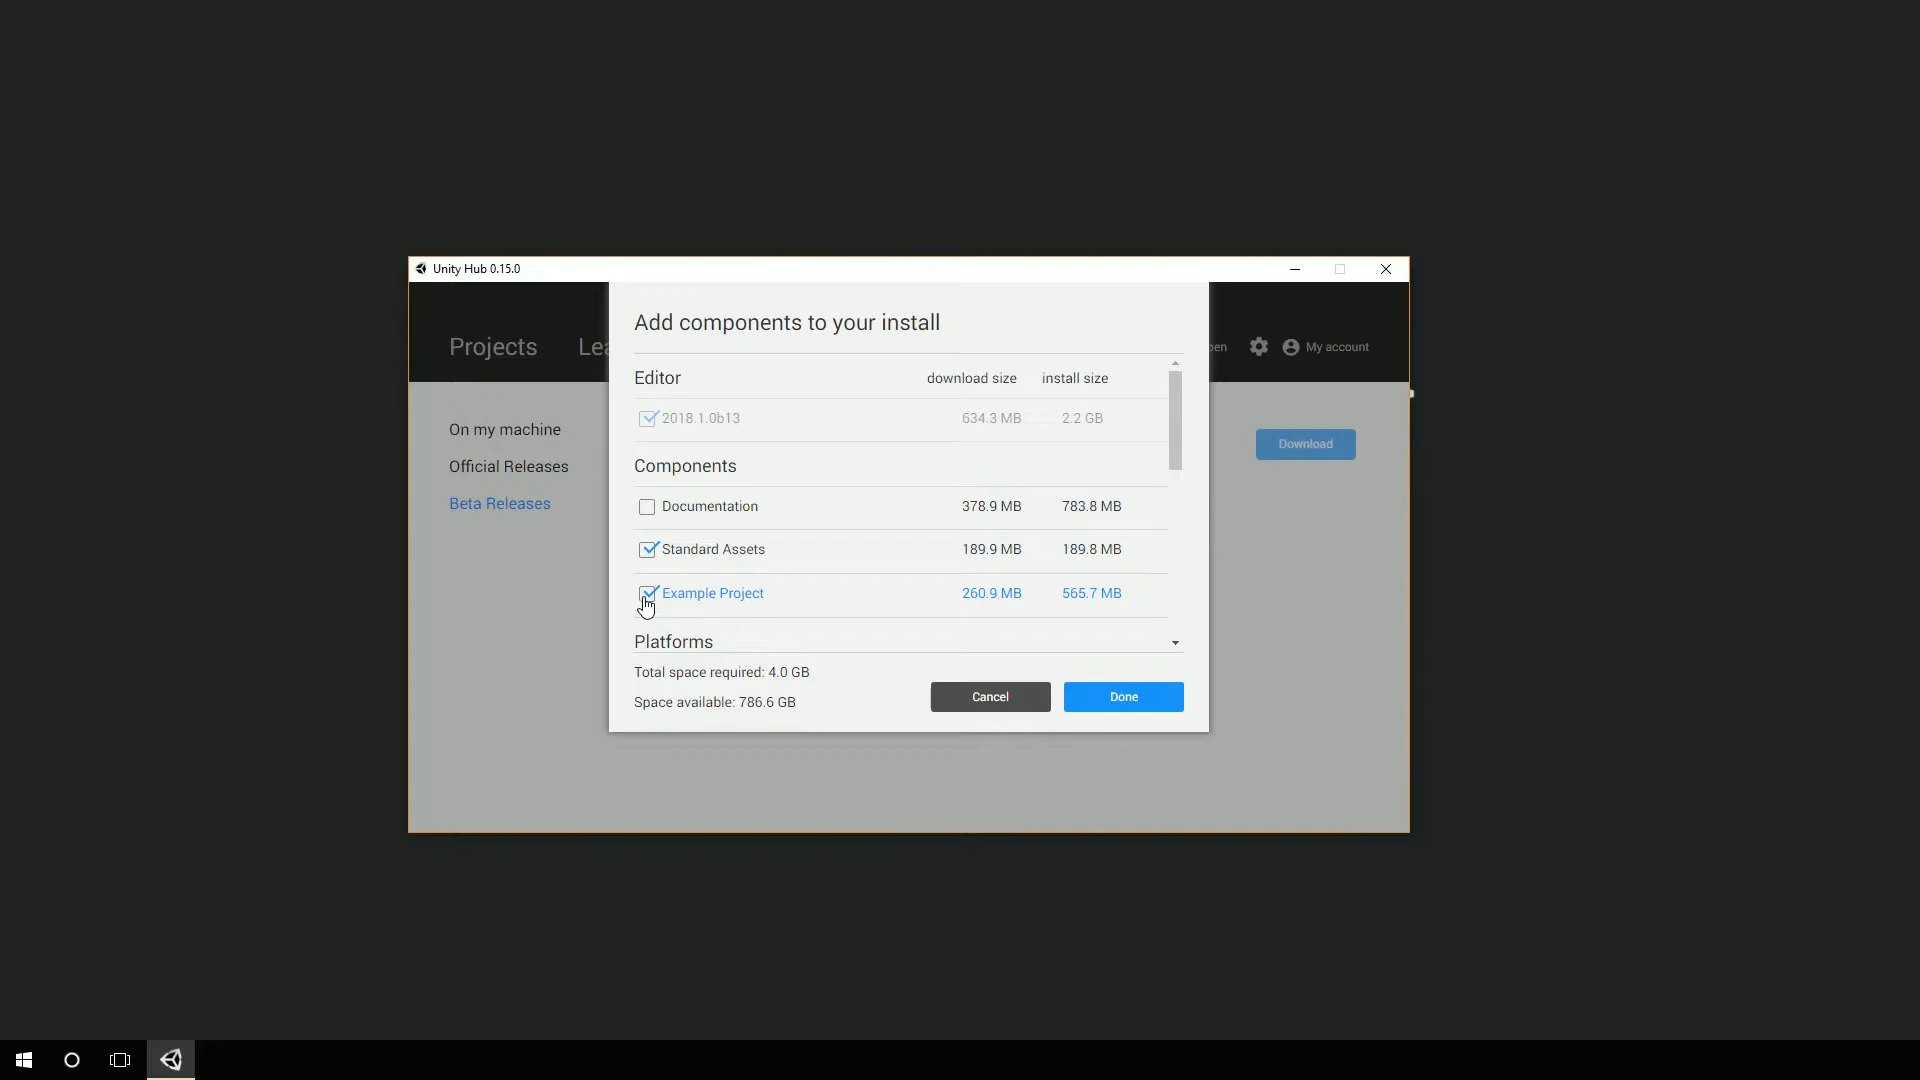 Unity Hub 0.15.0
Add components to your install
Projects
My account
Editor download size install size
2018.1.0b13 634.3 MB 2.2 GB
On my machine
Official Releases
Beta Releases
Download
Components
Documentation 378.9 MB 783.8 MB
Standard Assets 189.9 MB 189.8 MB
Example Project 260.9 MB 565.7 MB
Platforms
Total space required: 4.0 GB
Space available: 786.6 GB
Cancel
Done